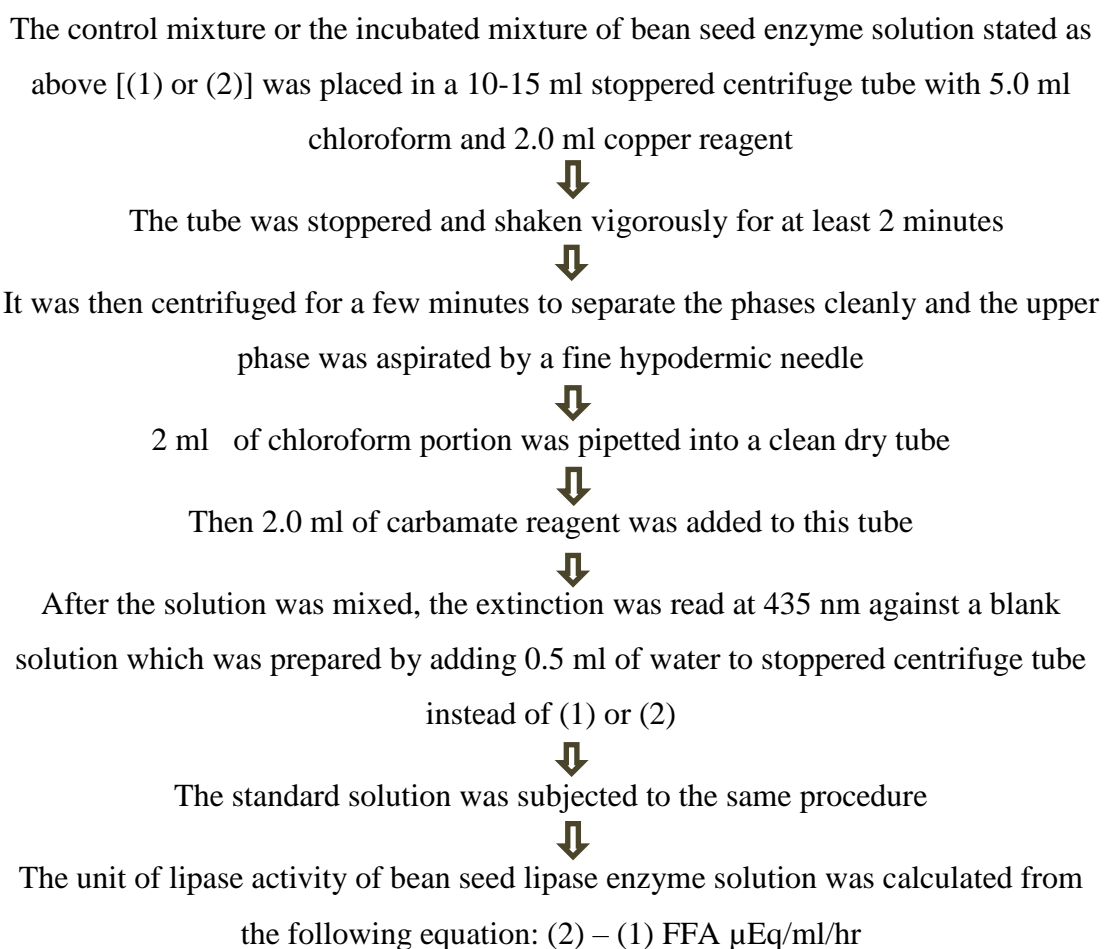 The control mixture or the incubated mixture of bean seed enzyme solution stated as
above [(1) or (2)] was placed in a 10-15 ml stoppered centrifuge tube with 5.0 ml
chloroform and 2.0 ml copper reagent
The tube was stoppered and shaken vigorously for at least 2 minutes
It was then centrifuged for a few minutes to separate the phases cleanly and the upper
phase was aspirated by a fine hypodermic needle
2 ml of chloroform portion was pipetted into a clean dry tube
Then 2.0 ml of carbamate reagent was added to this tube
After the solution was mixed, the extinction was read at 435 nm against a blank
solution which was prepared by adding 0.5 ml of water to stoppered centrifuge tube
instead of (1) or (2)
The standard solution was subjected to the same procedure
The unit of lipase activity of bean seed lipase enzyme solution was calculated from
the following equation: (2) – (1) FFA µEq/ml/hr